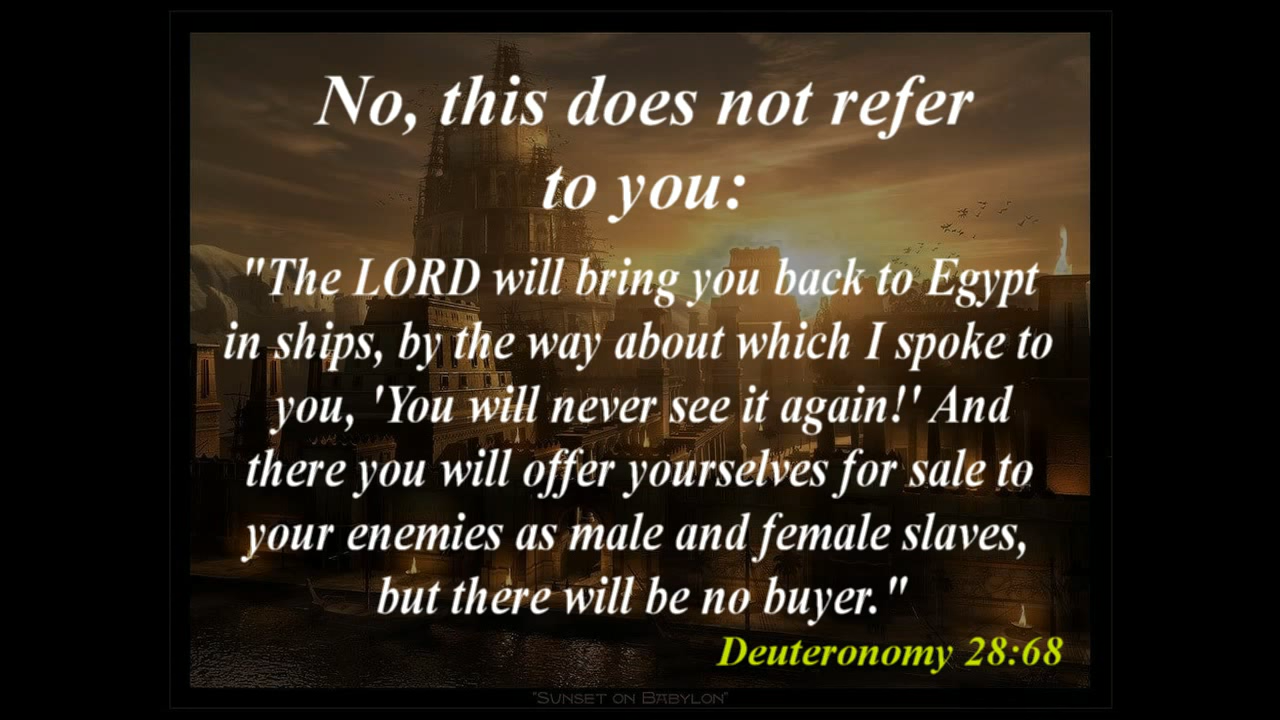 No, this does not refer
to you:
"The LORD will bring you back to Egypt
in ships, by the way about which I spoke to
you, 'You will never see it again!' And
there you will offer yourselves for sale to
your enemies as male and female slaves,
but there will be no buyer."
Deuteronomy 28:68
"Sunset on Babylon"